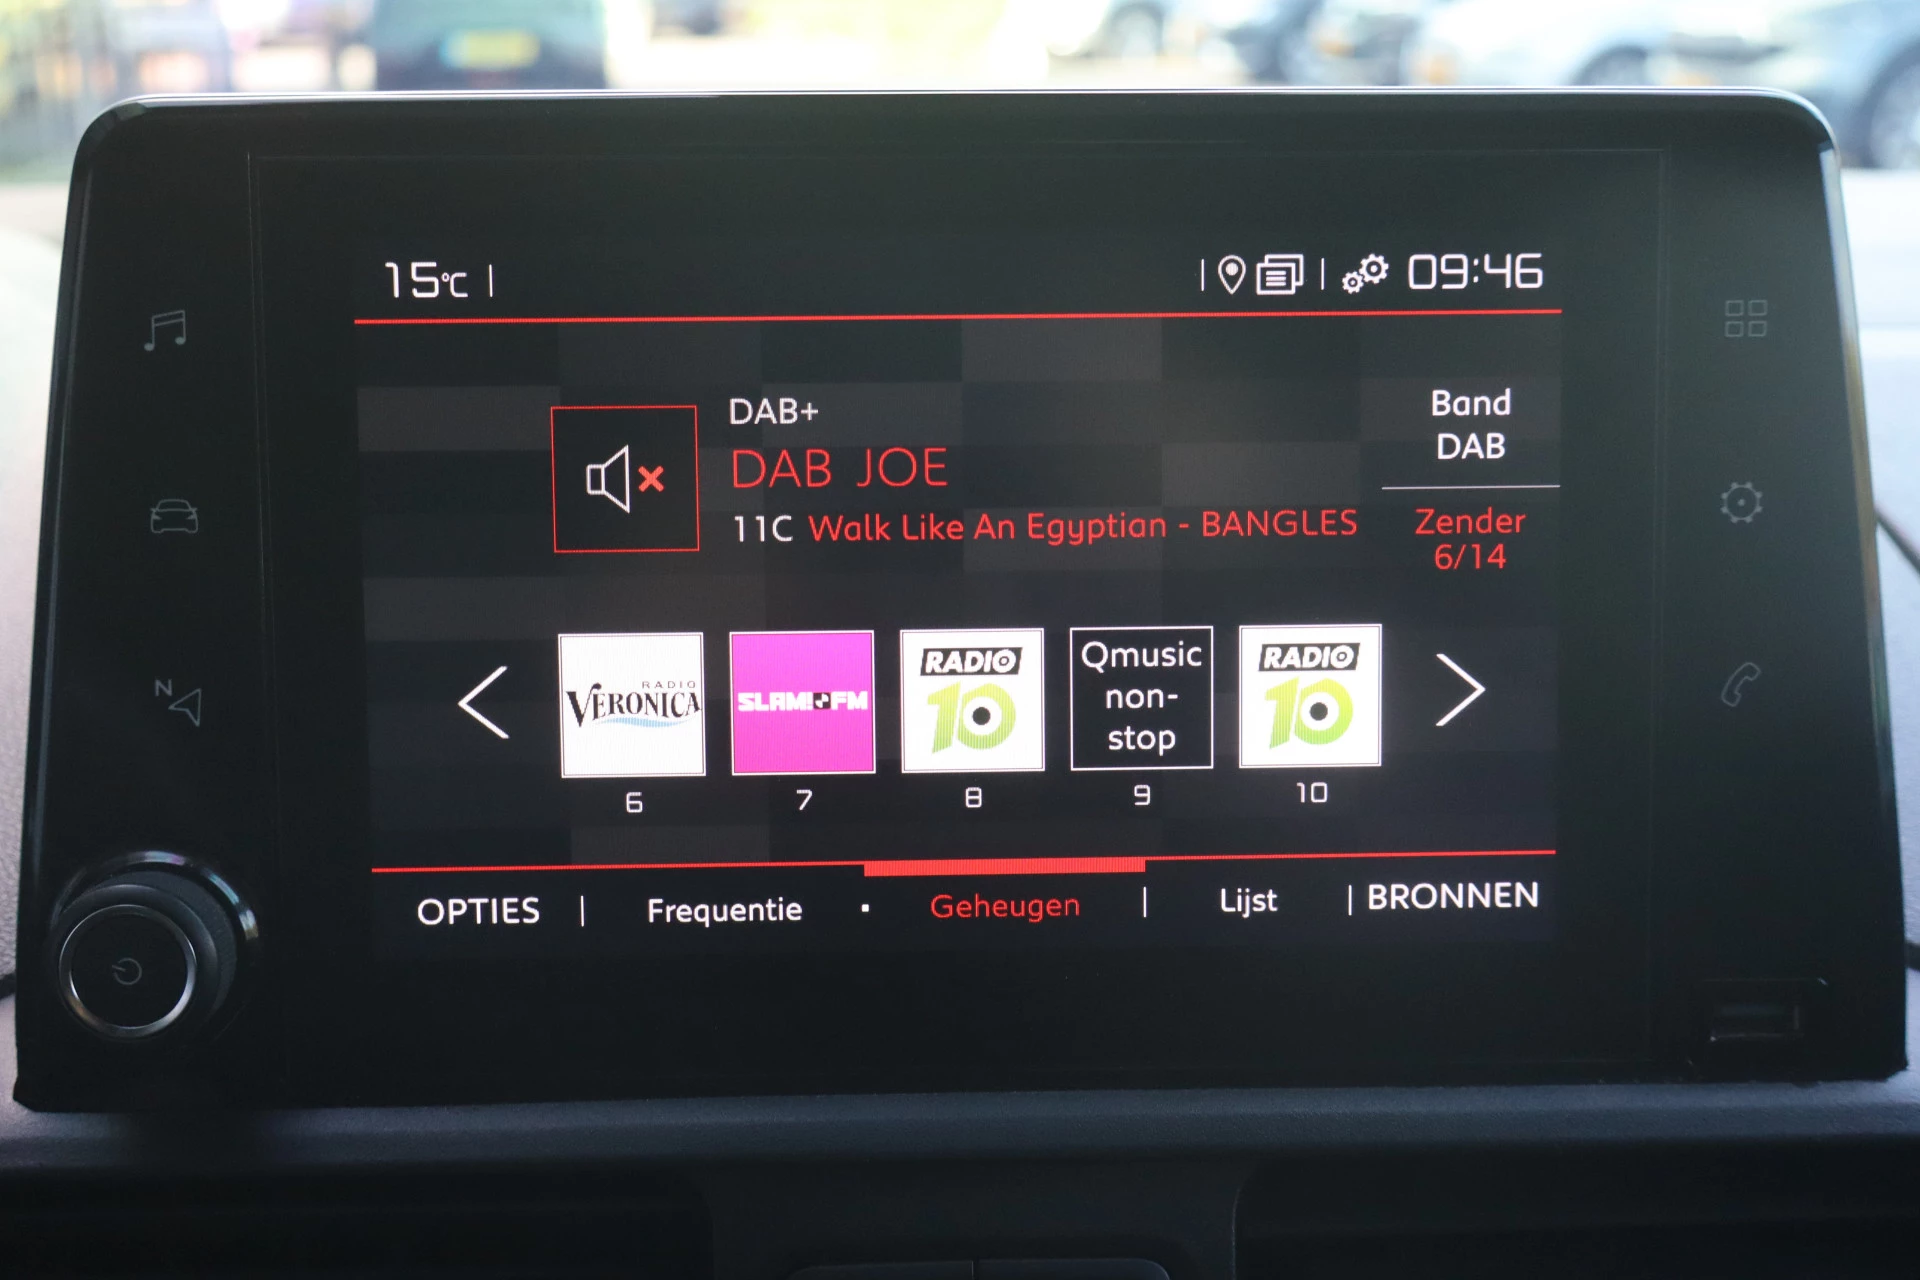 15°C
09:46
DAB+
DAB JOE
11C Walk Like An Egyptian - BANGLES
Band
DAB
Zender
6/14
RADIO
VERONICA
SLAM!FM
RADIO
10
Qmusic
non-
stop
RADIO
10
6
7
8
9
10
OPTIES
Frequentie
Geheugen
Lijst
BRONNEN
N